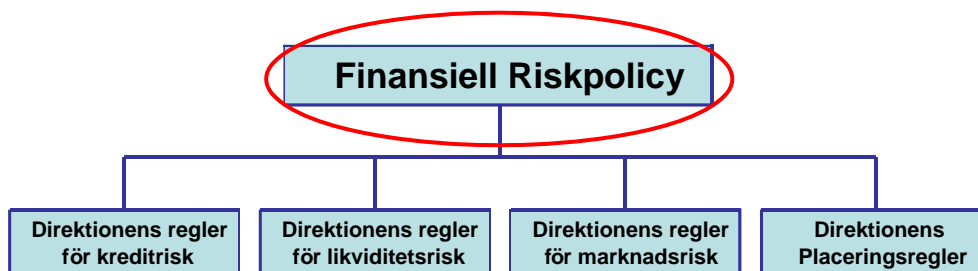 Finansiell Riskpolicy
Direktionens regler
för kreditrisk
Direktionens regler
för likviditetsrisk
Direktionens regler
för marknadsrisk
Direktionens
Placeringsregler